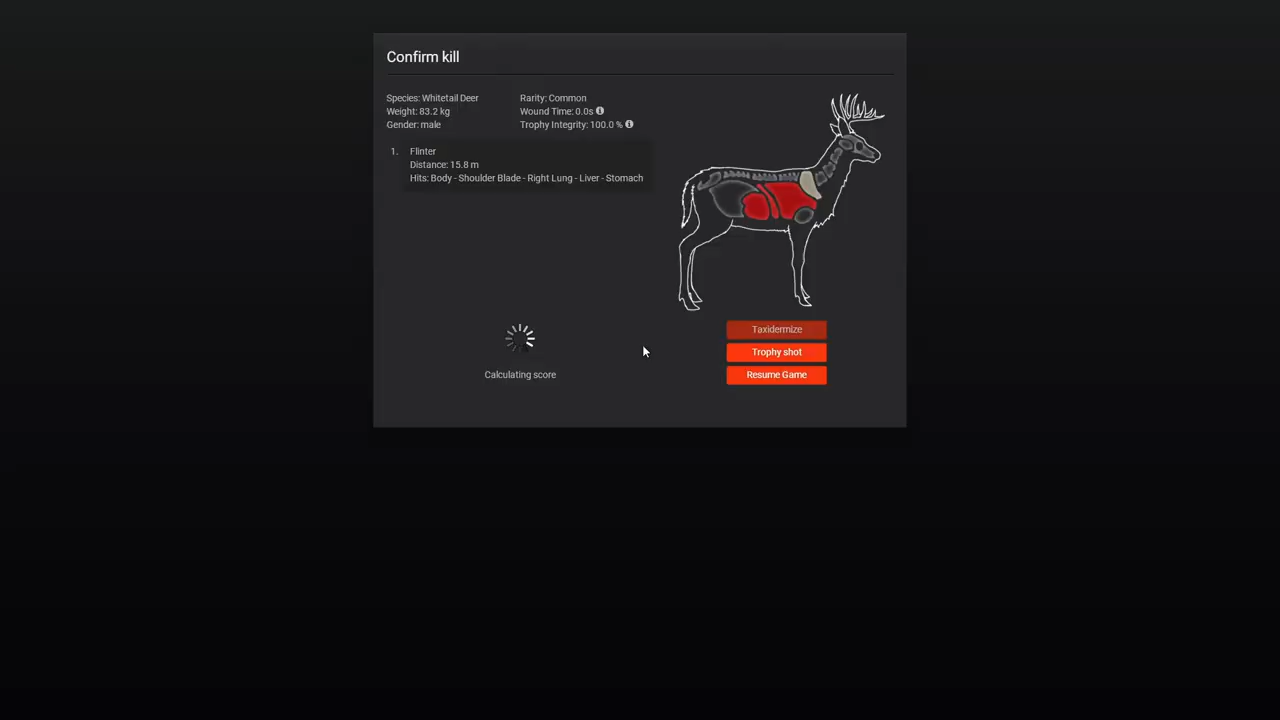 Confirm kill
Species: Whitetail Deer
Weight: 83.2 kg
Gender: male
Rarity: Common
Wound Time: 0.0s
Trophy Integrity: 100.0 %
1. Flinter
Distance: 15.8 m
Hits: Body - Shoulder Blade - Right Lung - Liver - Stomach
Calculating score
Taxidermize
Trophy shot
Resume Game